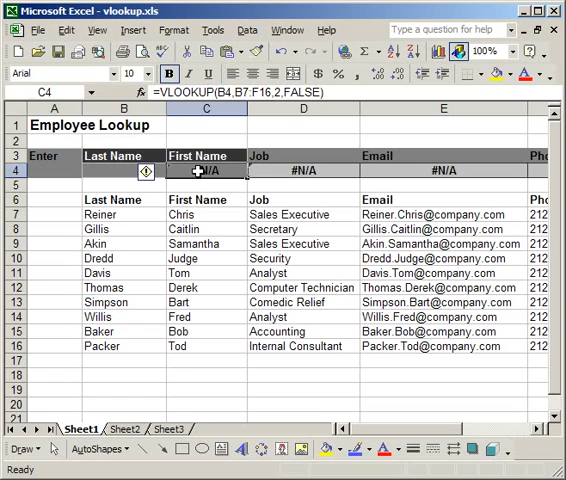 Microsoft Excel - vlookup.xls
File Edit View Insert Format Tools Data Window Help Type a question for help
100%
Arial 10 B I U $ %
C4 =VLOOKUP(B4,B7:F16,2,FALSE)
A B C D E
1 Employee Lookup
2
3 Enter Last Name First Name Job Email Pho
4 #N/A #N/A #N/A
5
6 Last Name First Name Job Email Pho
7 Reiner Chris Sales Executive Reiner.Chris@company.com 212
8 Gillis Caitlin Secretary Gillis.Caitlin@company.com 212
9 Akin Samantha Sales Executive Akin.Samantha@company.com 212
10 Dredd Judge Security Dredd.Judge@company.com 212
11 Davis Tom Analyst Davis.Tom@company.com 212
12 Thomas Derek Computer Technician Thomas.Derek@company.com 212
13 Simpson Bart Comedic Relief Simpson.Bart@company.com 212
14 Willis Fred Analyst Willis.Fred@company.com 212
15 Baker Bob Accounting Baker.Bob@company.com 212
16 Packer Tod Internal Consultant Packer.Tod@company.com 212
17
18
19
20
21
Sheet1 Sheet2 Sheet3
Draw AutoShapes
Ready